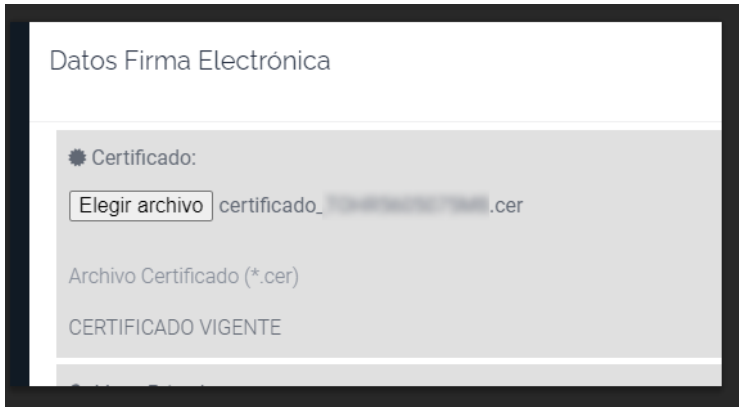 Datos Firma Electrónica
Certificado:
Elegir archivo certificado_ .cer
Archivo Certificado (*.cer)
CERTIFICADO VIGENTE